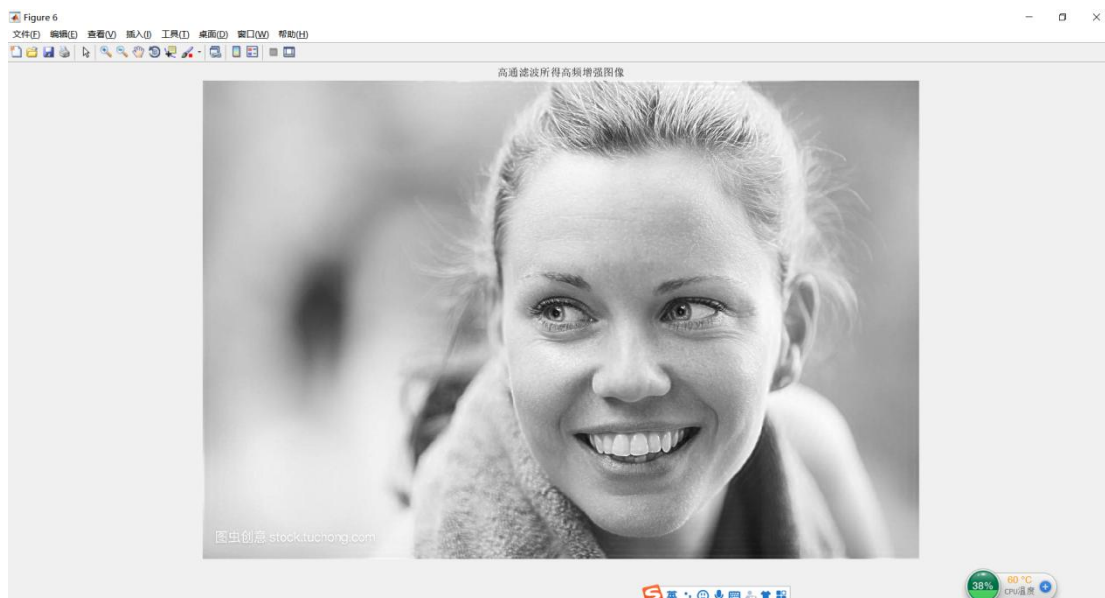 Figure 6
文件(F) 编辑(E) 查看(V) 插入(I) 工具(T) 桌面(D) 窗口(W) 帮助(H)
高通滤波所得高频增强图像
图虫创意 stock.tuchong.com
英
38%
60 °C
CPU温度